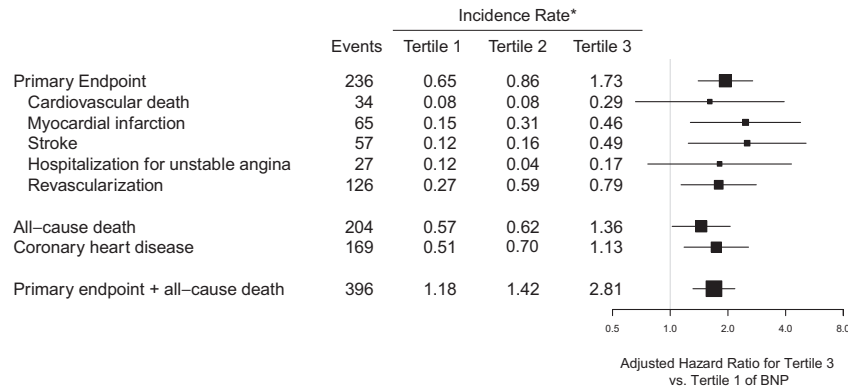 Incidence Rate*
Events Tertile 1 Tertile 2 Tertile 3
Primary Endpoint 236 0.65 0.86 1.73
Cardiovascular death 34 0.08 0.08 0.29
Myocardial infarction 65 0.15 0.31 0.46
Stroke 57 0.12 0.16 0.49
Hospitalization for unstable angina 27 0.12 0.04 0.17
Revascularization 126 0.27 0.59 0.79
All−cause death 204 0.57 0.62 1.36
Coronary heart disease 169 0.51 0.70 1.13
Primary endpoint + all−cause death 396 1.18 1.42 2.81
0.5 1.0 2.0 4.0 8.0
Adjusted Hazard Ratio for Tertile 3
vs. Tertile 1 of BNP